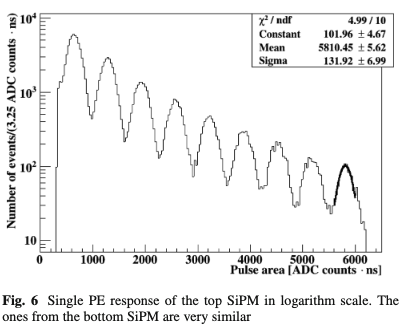 χ² / ndf 4.99 / 10
Constant 101.96 ± 4.67
Mean 5810.45 ± 5.62
Sigma 131.92 ± 6.99
Number of events/(3.25 ADC counts · ns)
10⁴
10³
10²
10
0 1000 2000 3000 4000 5000 6000
Pulse area [ADC counts · ns]
Fig. 6 Single PE response of the top SiPM in logarithm scale. The
ones from the bottom SiPM are very similar